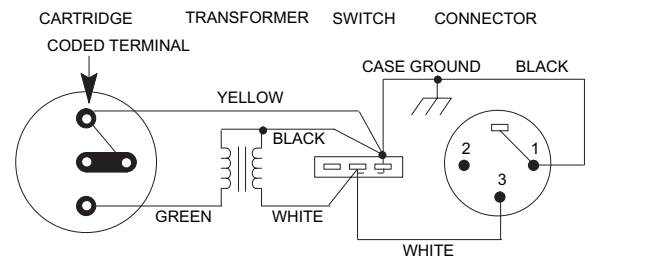 CARTRIDGE TRANSFORMER SWITCH CONNECTOR
CODED TERMINAL
CASE GROUND BLACK
YELLOW
BLACK
2 1
3
GREEN WHITE
WHITE